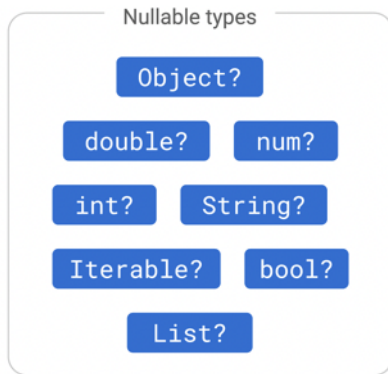 Nullable types
Object?
double? num?
int? String?
Iterable? bool?
List?